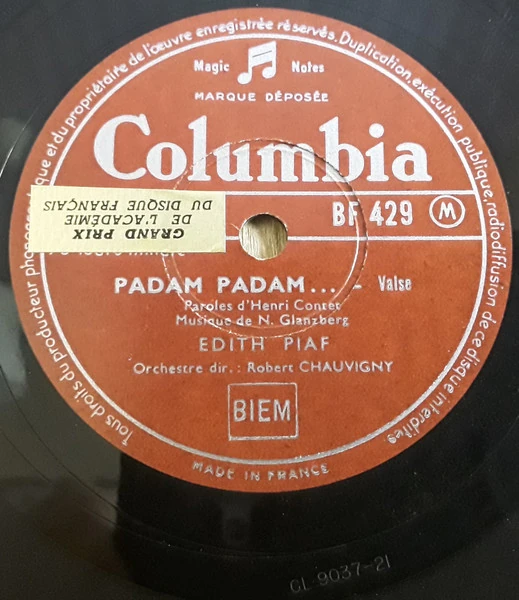 Tous droits du producteur phonographique et du propriétaire de l'œuvre enregistrée réservés. Duplication, exécution publique, radiodiffusion de ce disque interdites
Magic Notes
MARQUE DÉPOSÉE
Columbia
GRAND PRIX
DE L'ACADÉMIE
DU DISQUE FRANÇAIS
BF 429 M
PADAM PADAM... - Valse
Paroles d'Henri Contet
Musique de N. Glanzberg
EDITH PIAF
Orchestre dir. : Robert CHAUVIGNY
BIEM
MADE IN FRANCE
CL 9037-21